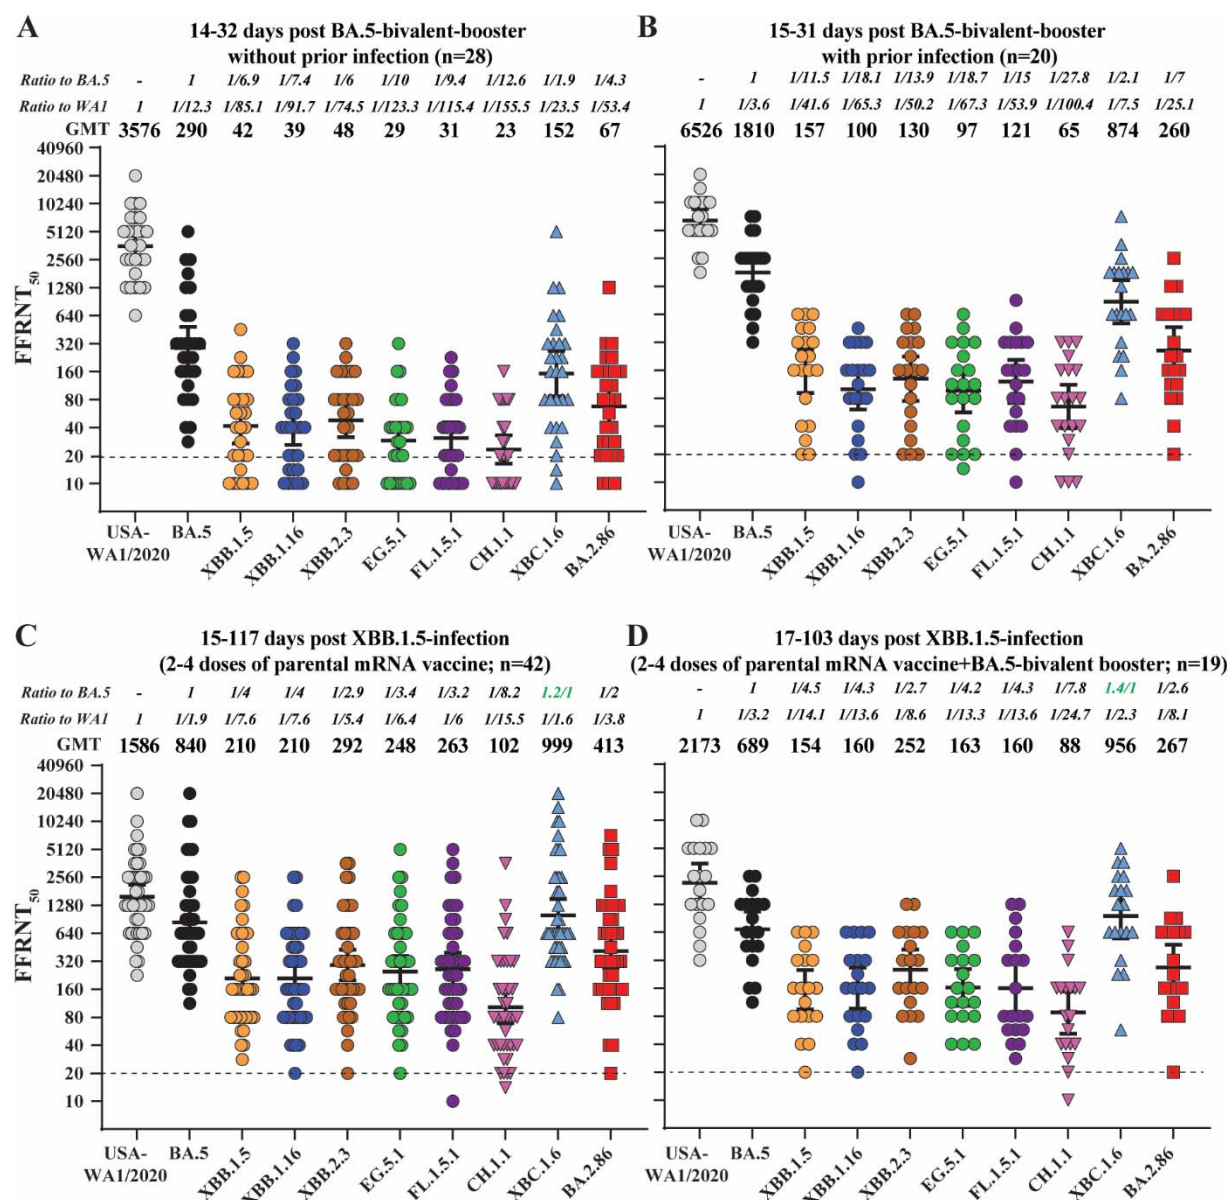 A
14-32 days post BA.5-bivalent-booster
without prior infection (n=28)
Ratio to BA.5 - 1 1/6.9 1/7.4 1/6 1/10 1/9.4 1/12.6 1/1.9 1/4.3
Ratio to WA1 1 1/12.3 1/85.1 1/91.7 1/74.5 1/123.3 1/115.4 1/155.5 1/23.5 1/53.4
GMT 3576 290 42 39 48 29 31 23 152 67
FFRNT50
40960
20480
10240
5120
2560
1280
640
320
160
80
40
20
10
USA-WA1/2020 BA.5 XBB.1.5 XBB.1.16 XBB.2.3 EG.5.1 FL.1.5.1 CH.1.1 XBC.1.6 BA.2.86
B
15-31 days post BA.5-bivalent-booster
with prior infection (n=20)
- 1 1/11.5 1/18.1 1/13.9 1/18.7 1/15 1/27.8 1/2.1 1/7
1 1/3.6 1/41.6 1/65.3 1/50.2 1/67.3 1/53.9 1/100.4 1/7.5 1/25.1
6526 1810 157 100 130 97 121 65 874 260
USA-WA1/2020 BA.5 XBB.1.5 XBB.1.16 XBB.2.3 EG.5.1 FL.1.5.1 CH.1.1 XBC.1.6 BA.2.86
C
15-117 days post XBB.1.5-infection
(2-4 doses of parental mRNA vaccine; n=42)
Ratio to BA.5 - 1 1/4 1/4 1/2.9 1/3.4 1/3.2 1/8.2 1.2/1 1/2
Ratio to WA1 1 1/1.9 1/7.6 1/7.6 1/5.4 1/6.4 1/6 1/15.5 1/1.6 1/3.8
GMT 1586 840 210 210 292 248 263 102 999 413
FFRNT50
40960
20480
10240
5120
2560
1280
640
320
160
80
40
20
10
USA-WA1/2020 BA.5 XBB.1.5 XBB.1.16 XBB.2.3 EG.5.1 FL.1.5.1 CH.1.1 XBC.1.6 BA.2.86
D
17-103 days post XBB.1.5-infection
(2-4 doses of parental mRNA vaccine+BA.5-bivalent booster; n=19)
- 1 1/4.5 1/4.3 1/2.7 1/4.2 1/4.3 1/7.8 1.4/1 1/2.6
1 1/3.2 1/14.1 1/13.6 1/8.6 1/13.3 1/13.6 1/24.7 1/2.3 1/8.1
2173 689 154 160 252 163 160 88 956 267
USA-WA1/2020 BA.5 XBB.1.5 XBB.1.16 XBB.2.3 EG.5.1 FL.1.5.1 CH.1.1 XBC.1.6 BA.2.86